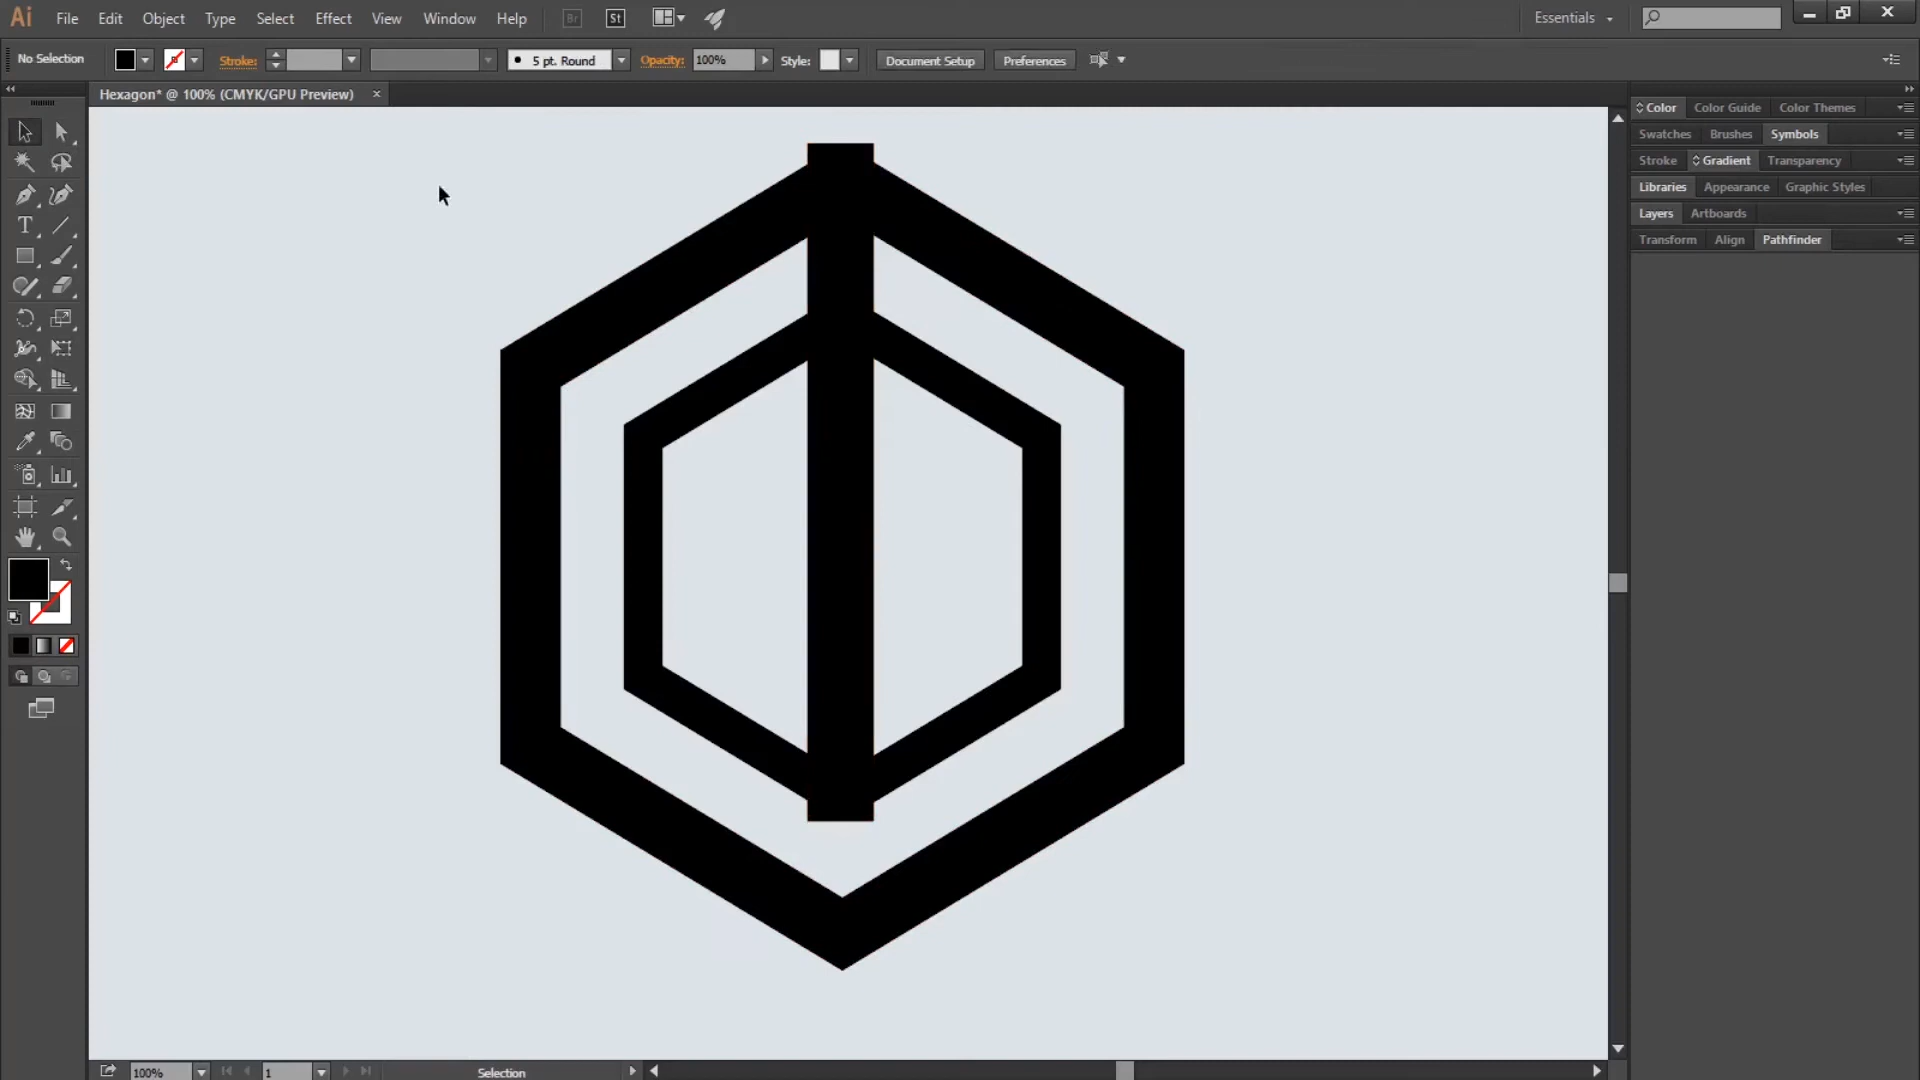 Ai File Edit Object Type Select Effect View Window Help Br St Essentials
No Selection Stroke: 5 pt. Round Opacity: 100% Style: Document Setup Preferences
Hexagon* @ 100% (CMYK/GPU Preview) ×
Color Color Guide Color Themes
Swatches Brushes Symbols
Stroke Gradient Transparency
Libraries Appearance Graphic Styles
Layers Artboards
Transform Align Pathfinder
100% 1 Selection